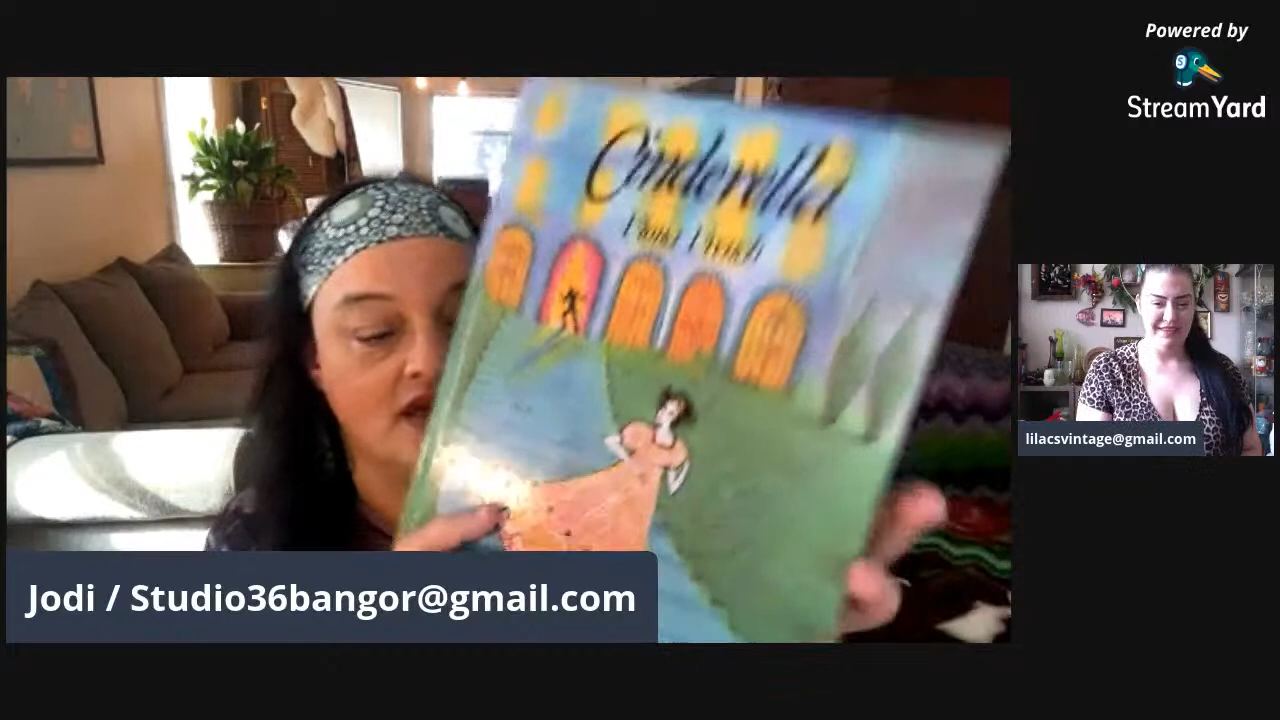 Powered by
StreamYard
Cinderella
lilacsvintage@gmail.com
Jodi / Studio36bangor@gmail.com